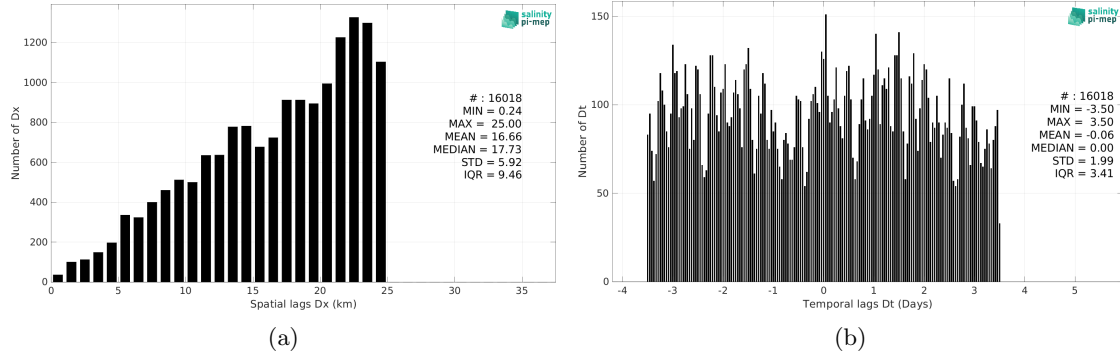 salinity
pi-mep
Number of Dx
1200
1000
800
600
400
200
0
# : 16018
MIN = 0.24
MAX = 25.00
MEAN = 16.66
MEDIAN = 17.73
STD = 5.92
IQR = 9.46
0 5 10 15 20 25 30 35
Spatial lags Dx (km)
(a)
salinity
pi-mep
Number of Dt
150
100
50
0
# : 16018
MIN = -3.50
MAX = 3.50
MEAN = -0.06
MEDIAN = 0.00
STD = 1.99
IQR = 3.41
-4 -3 -2 -1 0 1 2 3 4 5
Temporal lags Dt (Days)
(b)